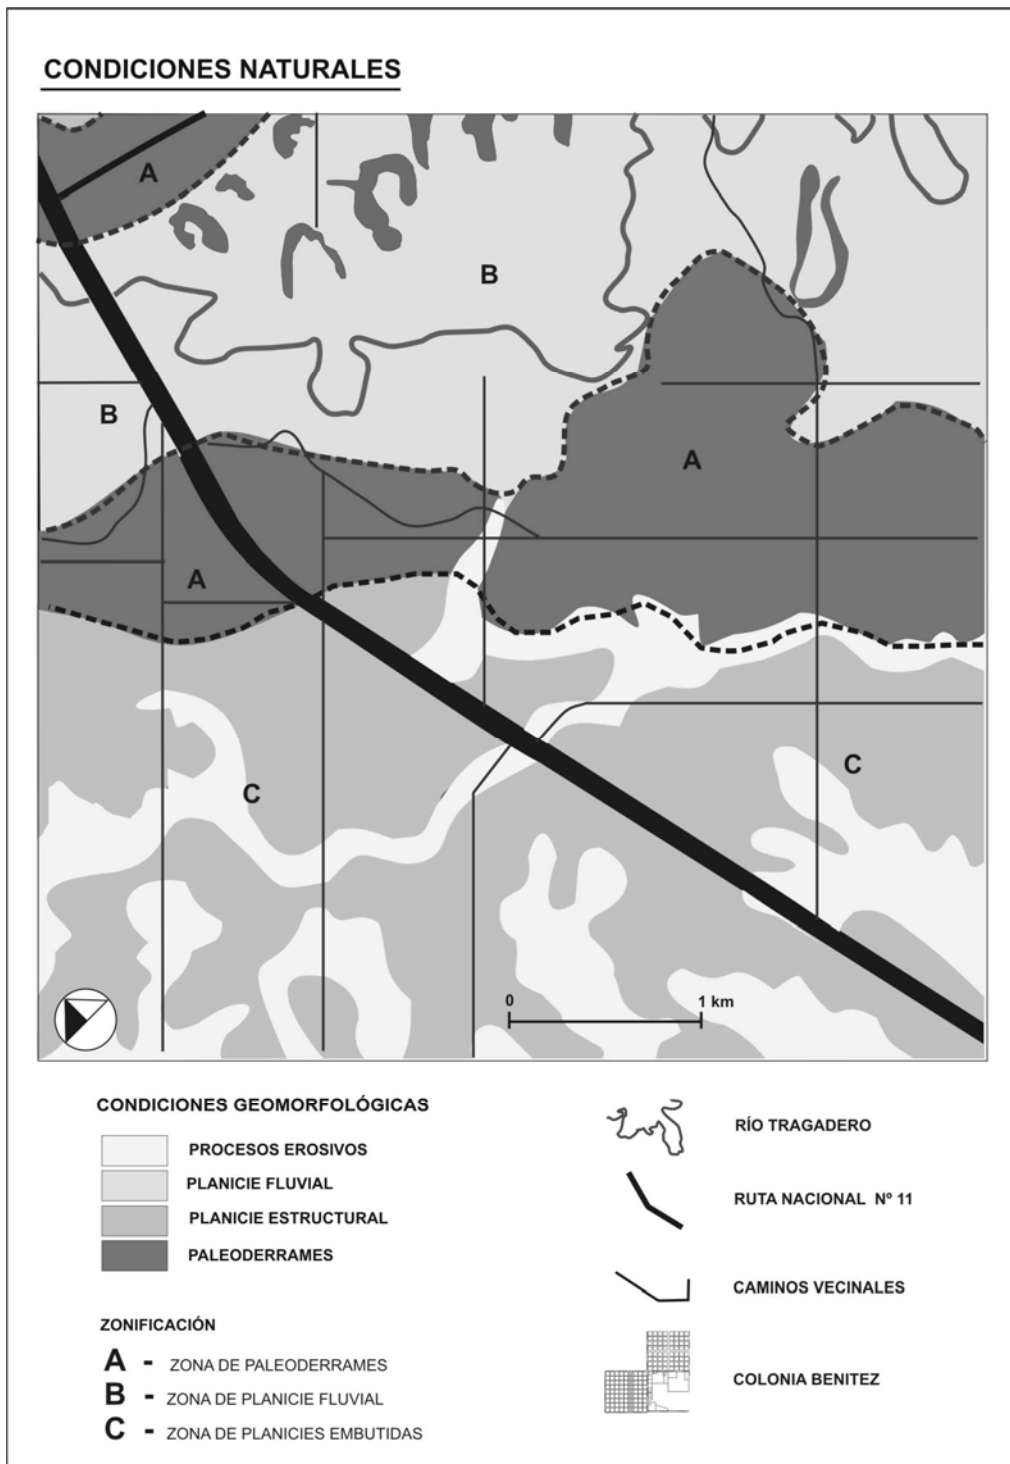 CONDICIONES NATURALES
A
B
B
A
A
C
C
0 1 km
CONDICIONES GEOMORFOLÓGICAS
PROCESOS EROSIVOS
PLANICIE FLUVIAL
PLANICIE ESTRUCTURAL
PALEODERRAMES
ZONIFICACIÓN
A - ZONA DE PALEODERRAMES
B - ZONA DE PLANICIE FLUVIAL
C - ZONA DE PLANICIES EMBUTIDAS
RÍO TRAGADERO
RUTA NACIONAL Nº 11
CAMINOS VECINALES
COLONIA BENITEZ